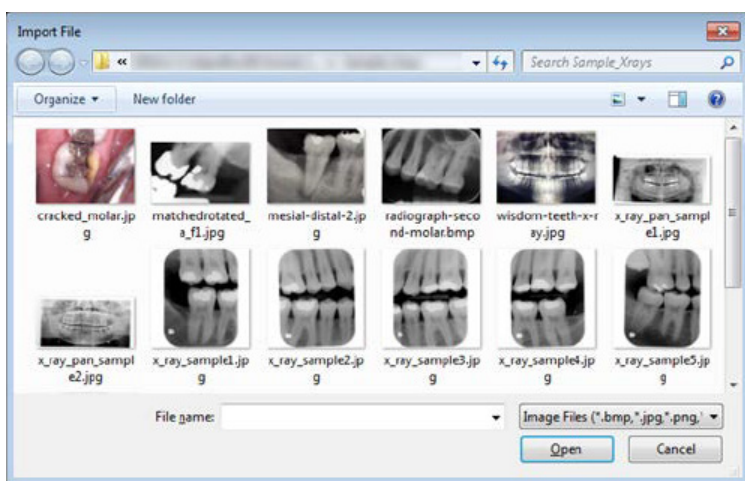 Import File
«
Search Sample_Xrays
Organize
New folder
cracked_molar.jp
g
matchedrotated_
a_f1.jpg
mesial-distal-2.jp
g
radiograph-seco
nd-molar.bmp
wisdom-teeth-x-r
ay.jpg
x_ray_pan_sampl
e1.jpg
x_ray_pan_sampl
e2.jpg
x_ray_sample1.jp
g
x_ray_sample2.jp
g
x_ray_sample3.jp
g
x_ray_sample4.jp
g
x_ray_sample5.jp
g
File name:
Image Files (*.bmp,*.jpg,*.png,
Open
Cancel